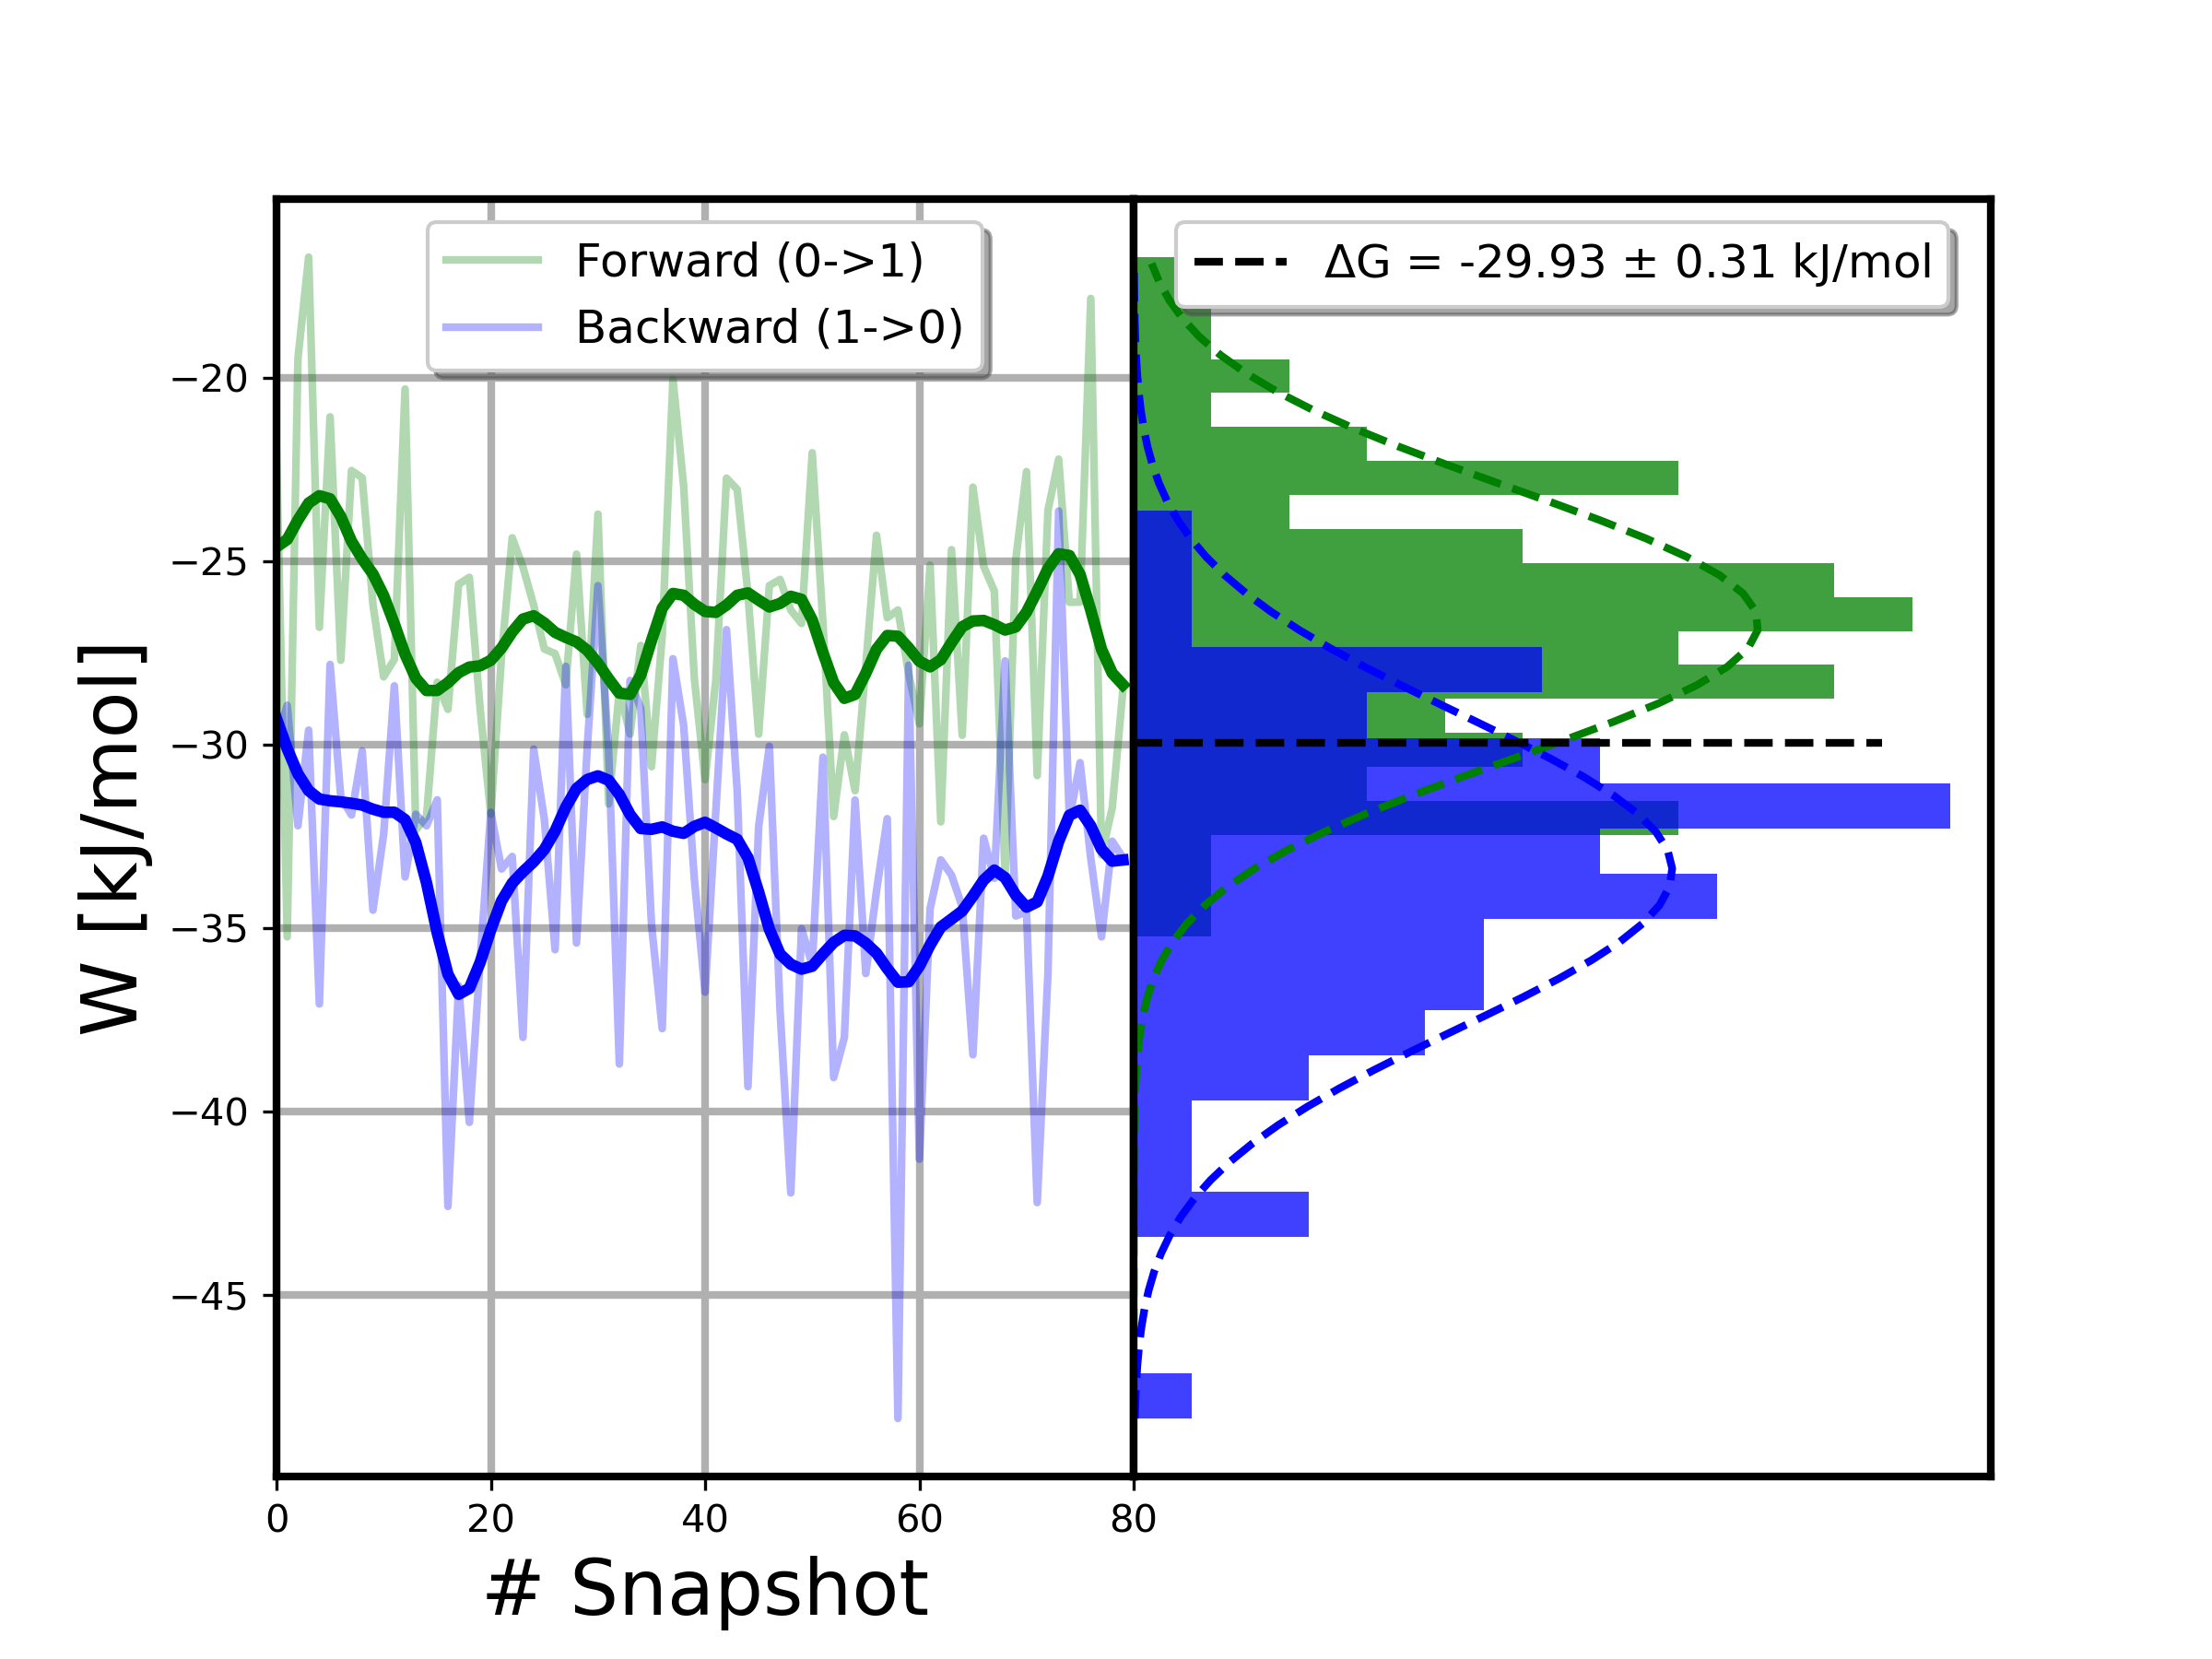 Forward (0->1)
Backward (1->0)
ΔG = -29.93 ± 0.31 kJ/mol
W [kJ/mol]
−20
−25
−30
−35
−40
−45
0 20 40 60 80
# Snapshot